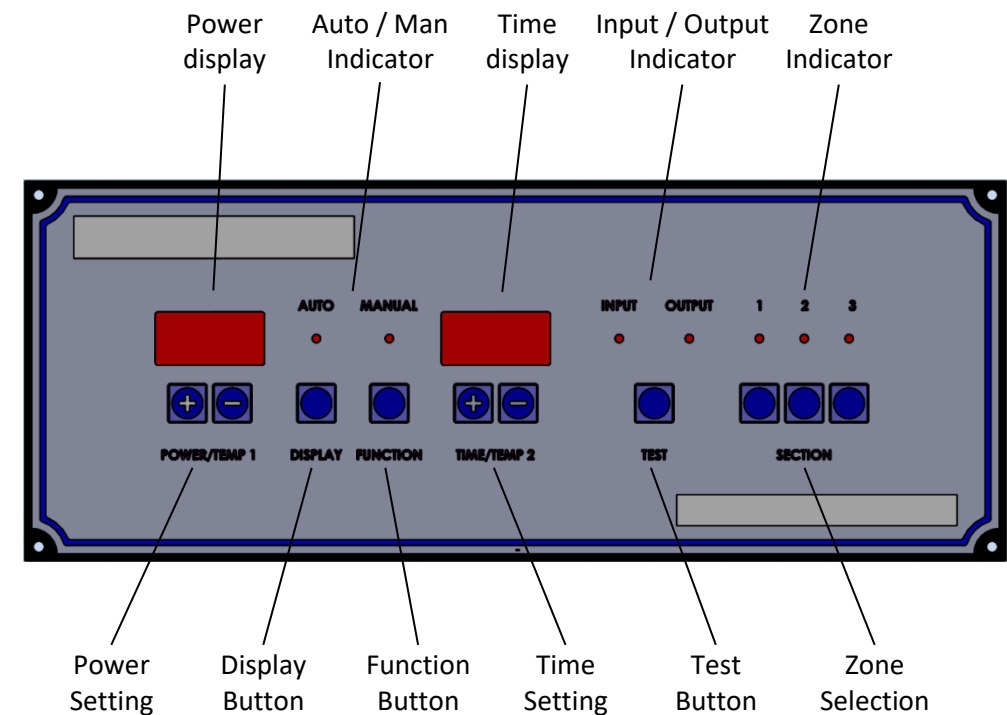 Power Auto / Man Time Input / Output Zone
display Indicator display Indicator Indicator
AUTO MANUAL INPUT OUTPUT 1 2 3
POWER/TEMP 1 DISPLAY FUNCTION TIME/TEMP 2 TEST SECTION
Power Display Function Time Test Zone
Setting Button Button Setting Button Selection